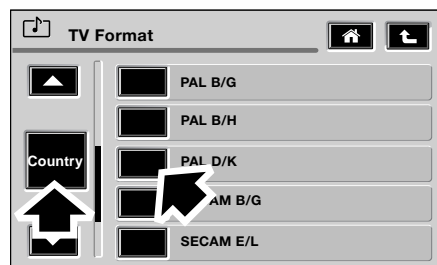 TV Format
PAL B/G
PAL B/H
Country
PAL D/K
AM B/G
SECAM E/L